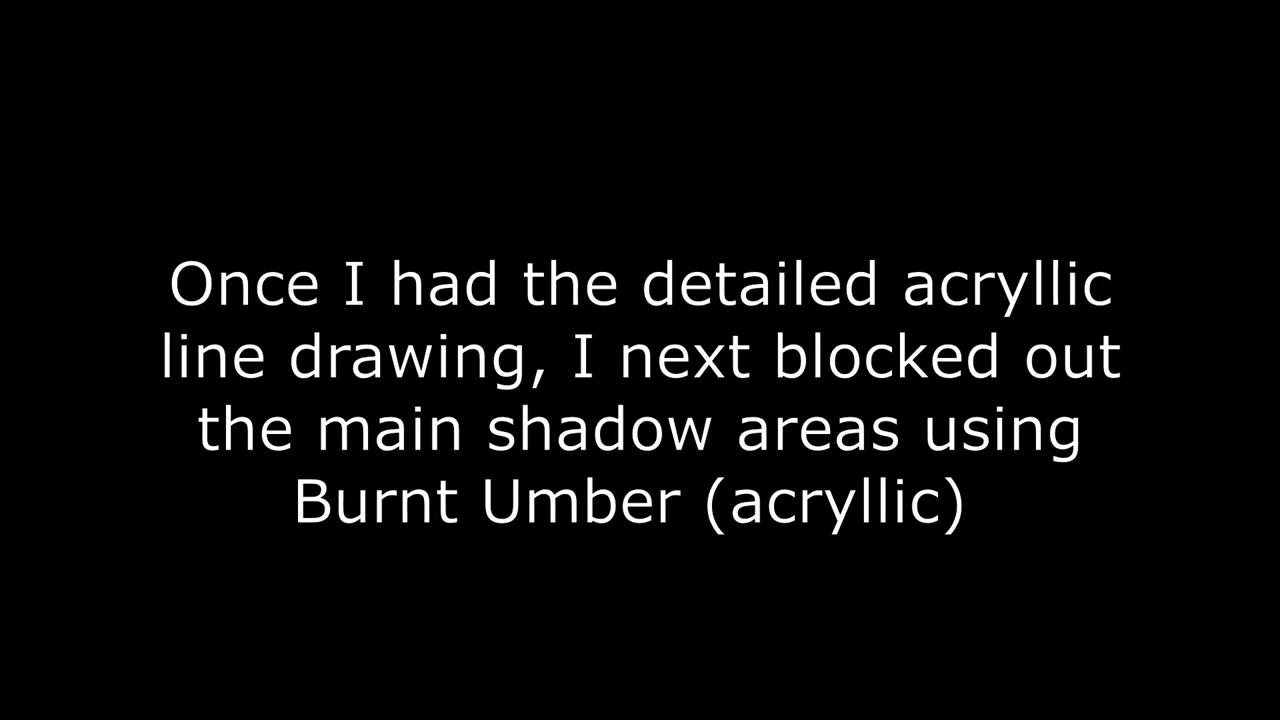 Once I had the detailed acryllic
line drawing, I next blocked out
the main shadow areas using
Burnt Umber (acryllic)